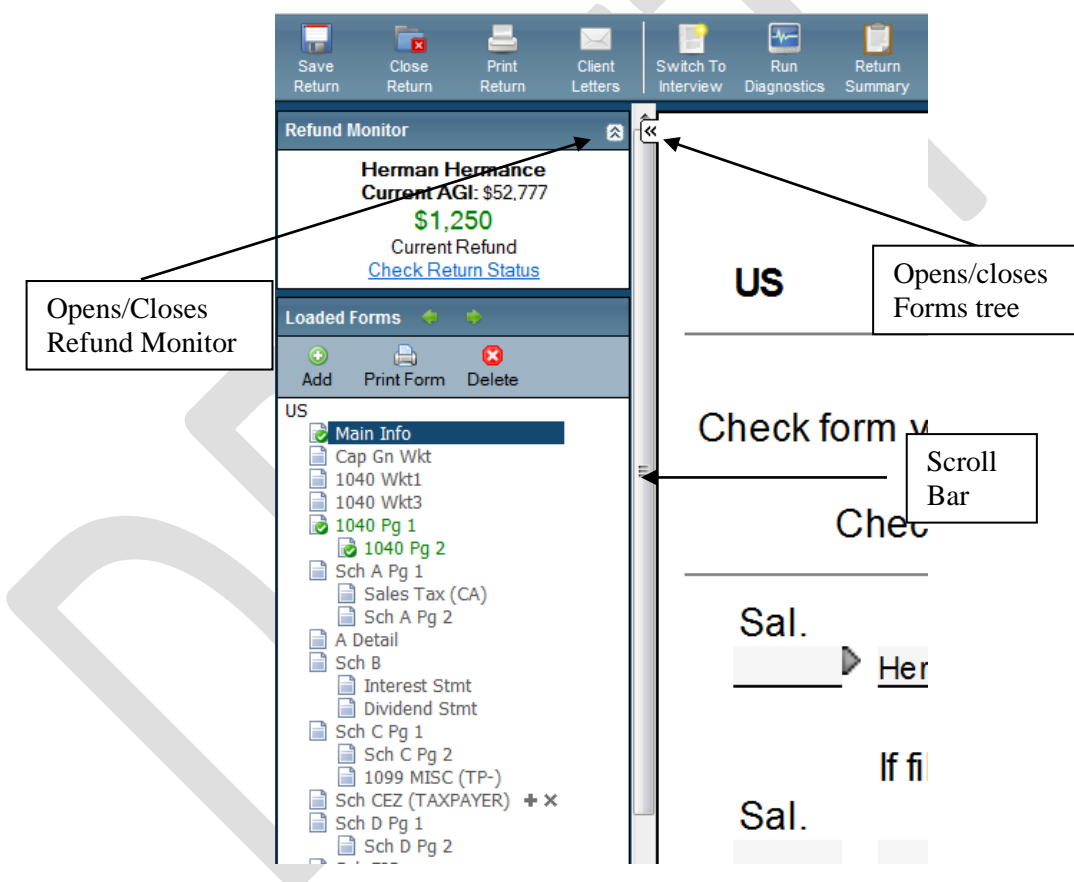 Save Return
Close Return
Print Return
Client Letters
Switch To Interview
Run Diagnostics
Return Summary
Refund Monitor
Herman Hermance
Current AGI: $52,777
$1,250
Current Refund
Check Return Status
Opens/Closes
Refund Monitor
Opens/closes
Forms tree
Loaded Forms
Add
Print Form
Delete
US
Main Info
Cap Gn Wkt
1040 Wkt1
1040 Wkt3
1040 Pg 1
1040 Pg 2
Sch A Pg 1
Sales Tax (CA)
Sch A Pg 2
A Detail
Sch B
Interest Stmt
Dividend Stmt
Sch C Pg 1
Sch C Pg 2
1099 MISC (TP-)
Sch CEZ (TAXPAYER)
Sch D Pg 1
Sch D Pg 2
US
Check form
Scroll
Bar
Chec
Sal.
Her
If fi
Sal.